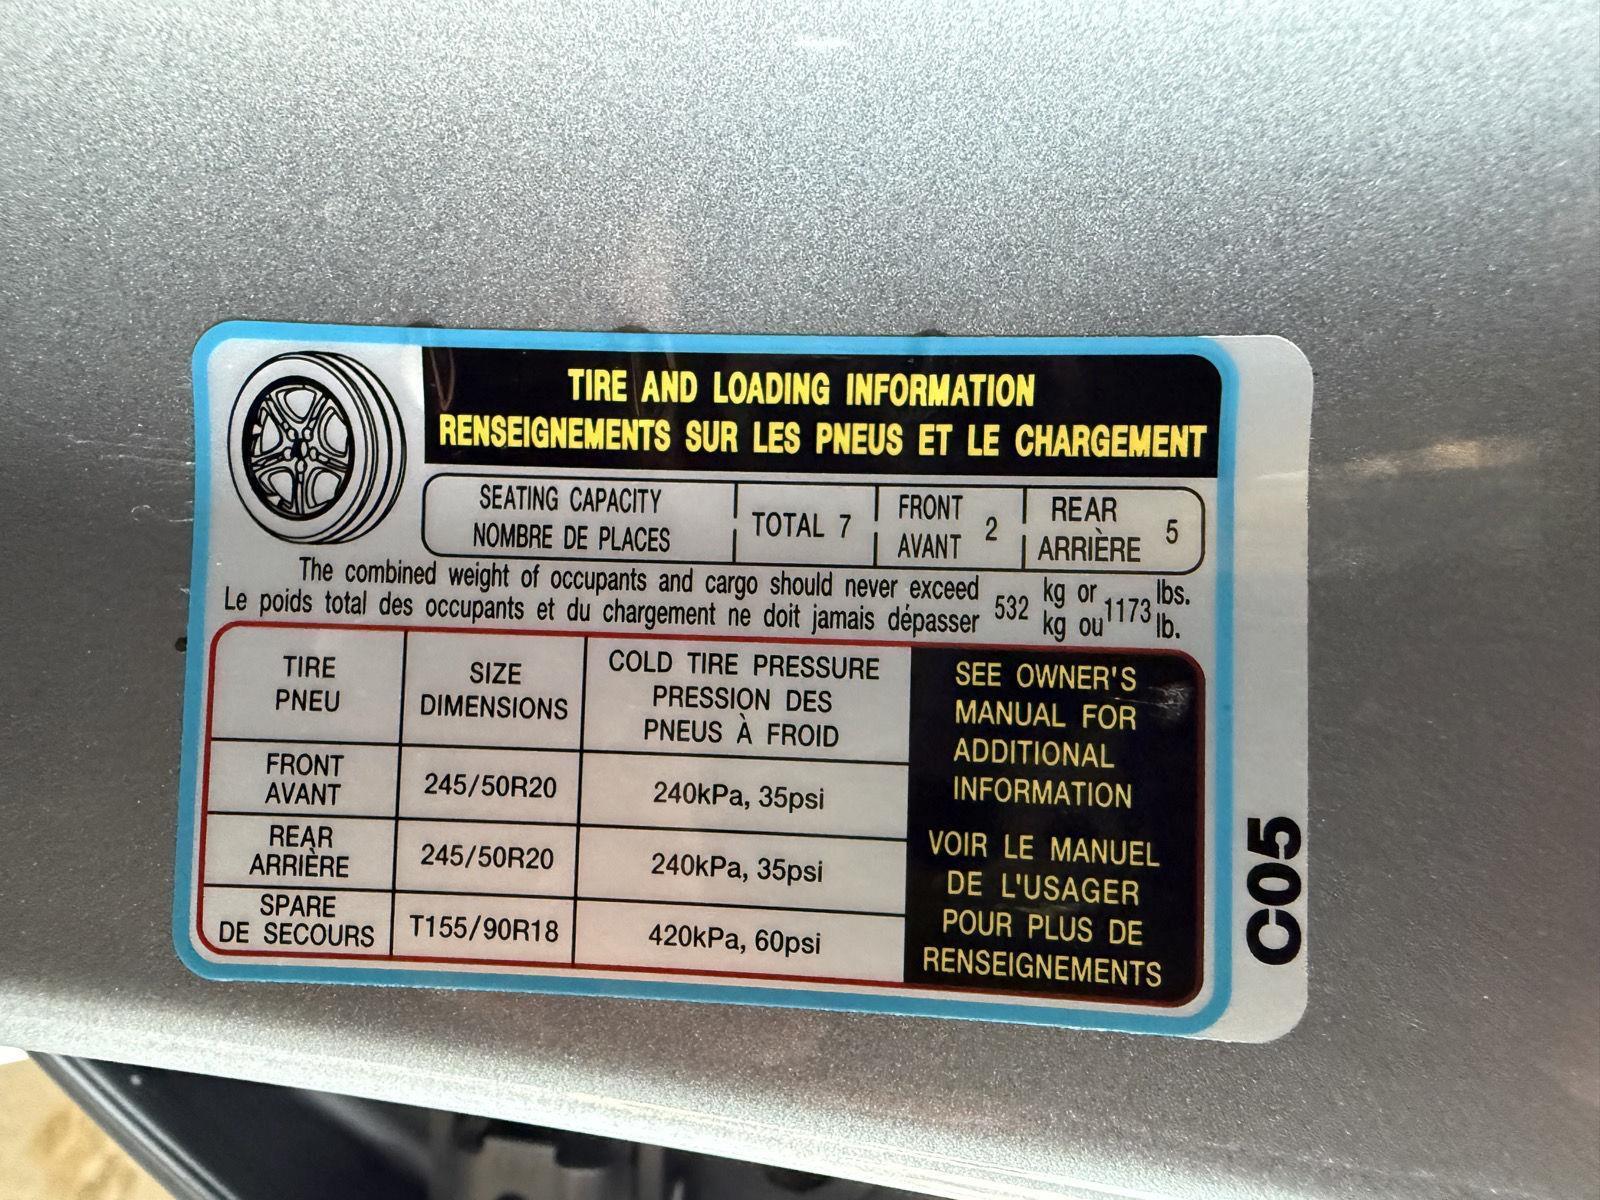 TIRE AND LOADING INFORMATION
RENSEIGNEMENTS SUR LES PNEUS ET LE CHARGEMENT
SEATING CAPACITY
NOMBRE DE PLACES
TOTAL 7
FRONT
AVANT
2
REAR
ARRIÈRE
5
The combined weight of occupants and cargo should never exceed 532 kg or 1173 lbs.
Le poids total des occupants et du chargement ne doit jamais dépasser kg ou lb.
TIRE
PNEU
SIZE
DIMENSIONS
COLD TIRE PRESSURE
PRESSION DES
PNEUS À FROID
FRONT
AVANT
245/50R20
240kPa, 35psi
REAR
ARRIÈRE
245/50R20
240kPa, 35psi
SPARE
DE SECOURS
T155/90R18
420kPa, 60psi
SEE OWNER'S
MANUAL FOR
ADDITIONAL
INFORMATION
VOIR LE MANUEL
DE L'USAGER
POUR PLUS DE
RENSEIGNEMENTS
C05